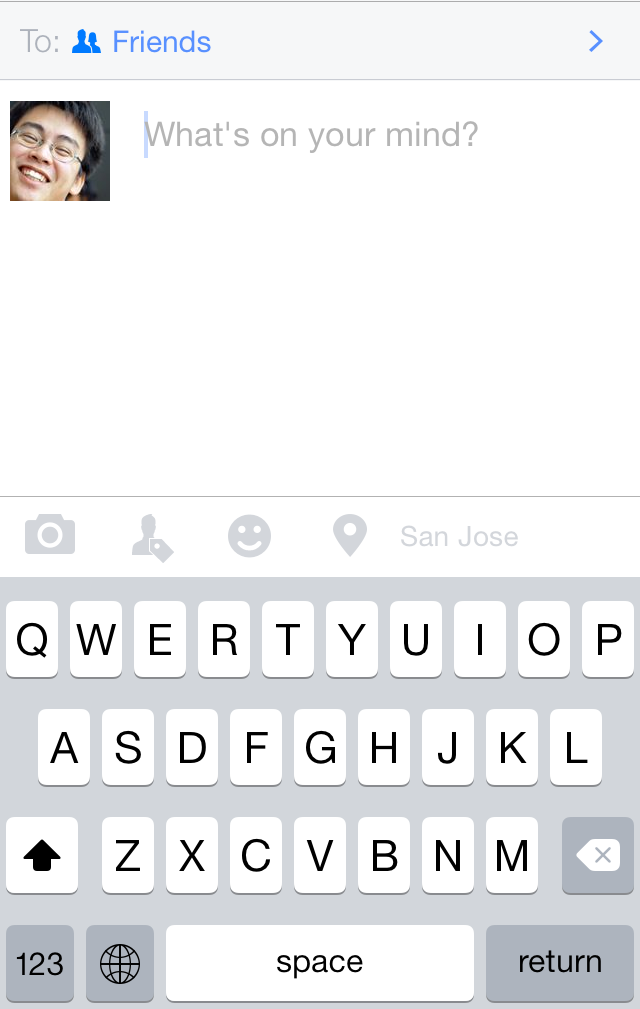 To: Friends
What's on your mind?
San Jose
Q W E R T Y U I O P
A S D F G H J K L
Z X C V B N M
123 space return